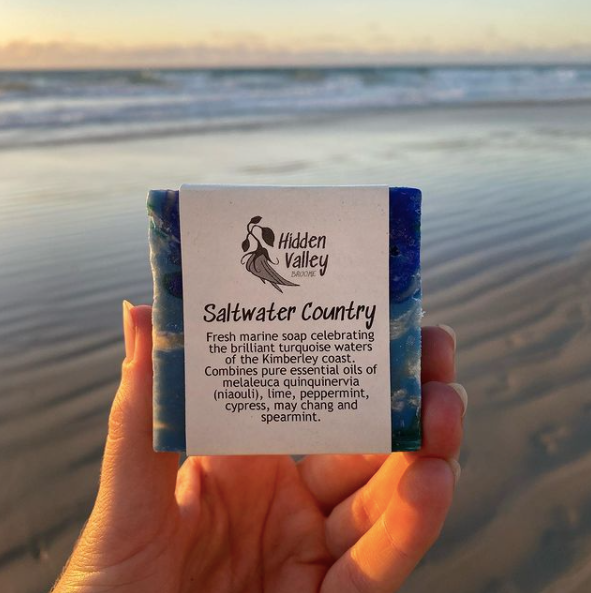 Hidden
Valley
BROOME
Saltwater Country
Fresh marine soap celebrating
the brilliant turquoise waters
of the Kimberley coast.
Combines pure essential oils of
melaleuca quinquinervia
(niaouli), lime, peppermint,
cypress, may chang and
spearmint.